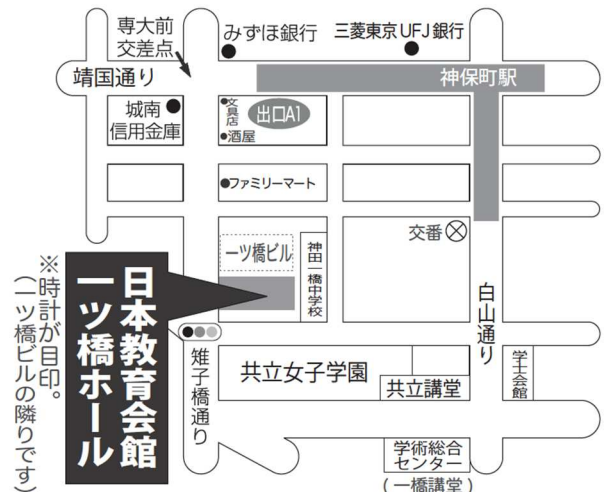 専大前
交差点
みずほ銀行
三菱東京UFJ銀行
靖国通り
神保町駅
城南
信用金庫
文具店
出口A1
酒屋
ファミリーマート
交番
一ツ橋ビル
神田一橋中学校
日本教育会館
一ツ橋ホール
※時計が目印。
(一ツ橋ビルの隣りです)
白山通り
雉子橋通り
共立女子学園
共立講堂
学士会館
学術総合
センター
(一橋講堂)